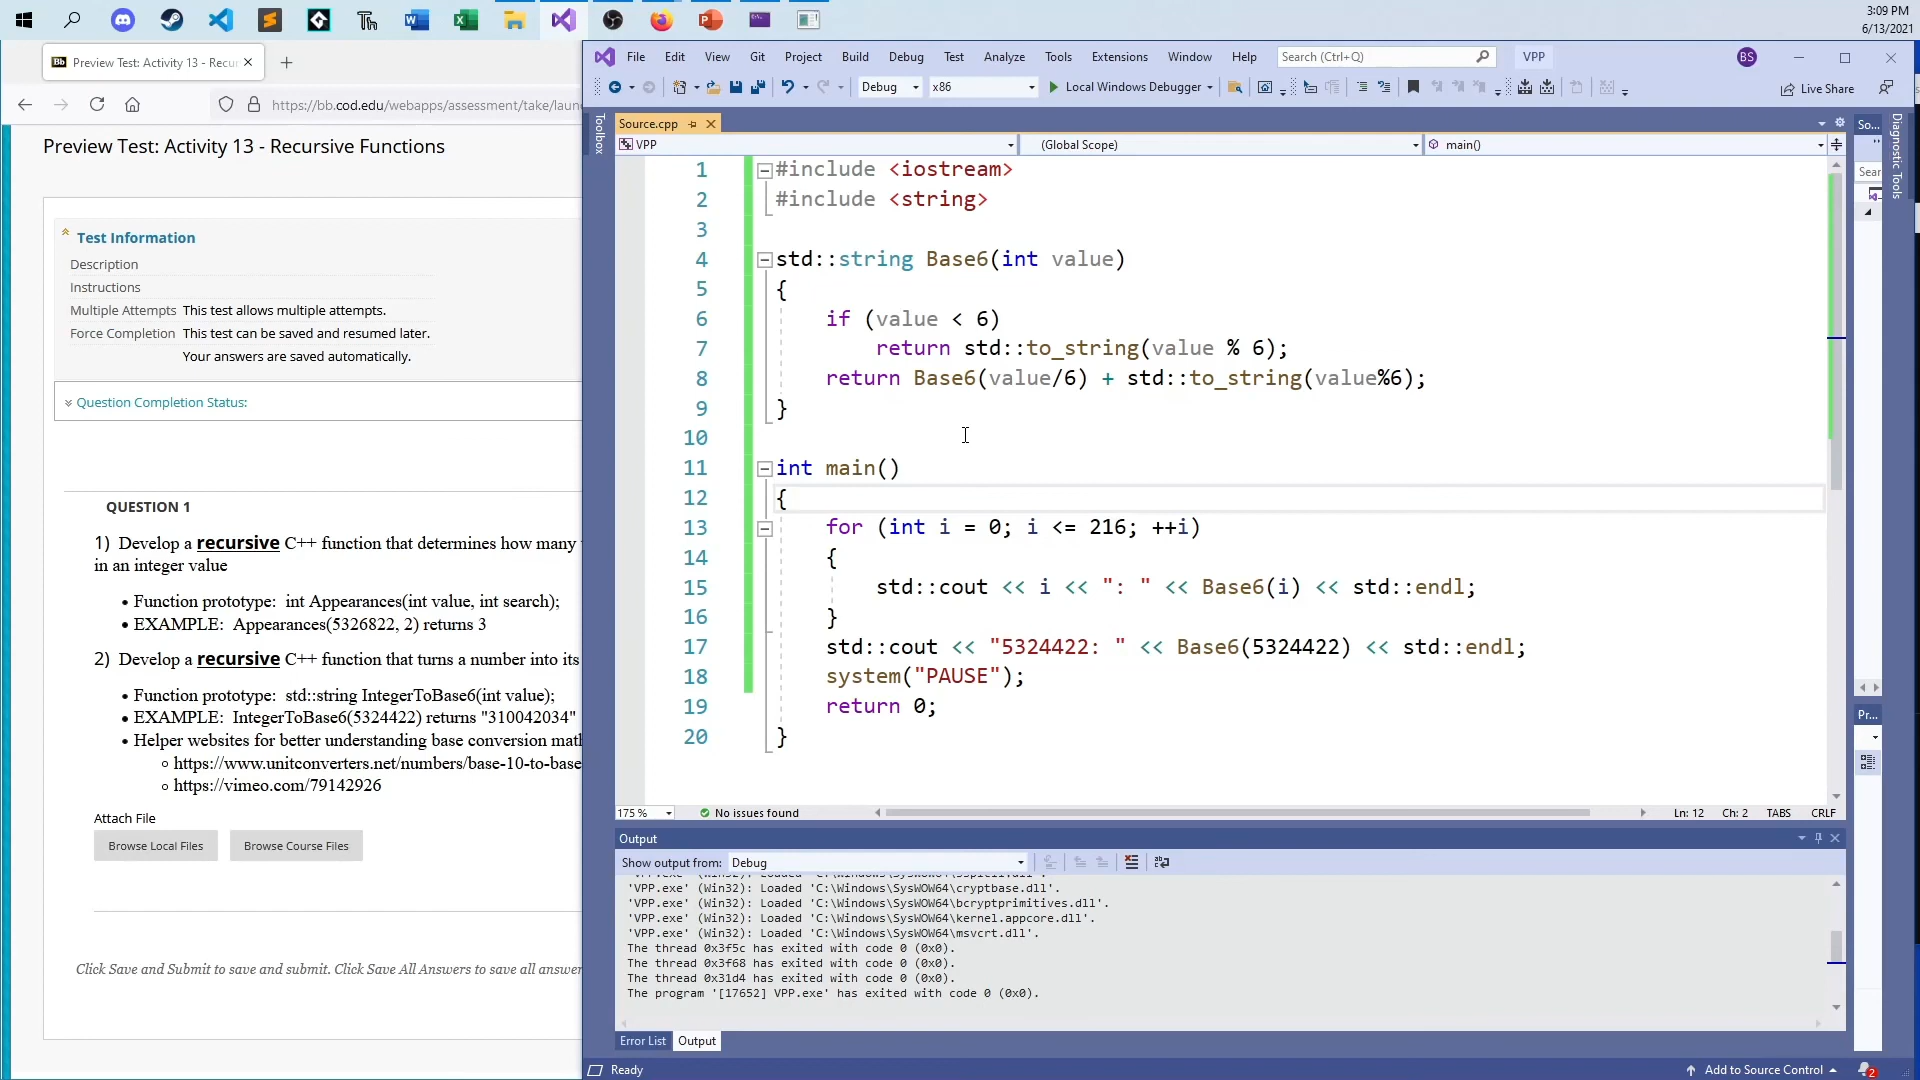 3:09 PM
6/13/2021
Preview Test: Activity 13 - Recur
https://bb.cod.edu/webapps/assessment/take/laun
Preview Test: Activity 13 - Recursive Functions
Test Information
Description
Instructions
Multiple Attempts This test allows multiple attempts.
Force Completion This test can be saved and resumed later.
Your answers are saved automatically.
Question Completion Status:
QUESTION 1
1) Develop a recursive C++ function that determines how many
in an integer value
• Function prototype: int Appearances(int value, int search);
• EXAMPLE: Appearances(5326822, 2) returns 3
2) Develop a recursive C++ function that turns a number into its
• Function prototype: std::string IntegerToBase6(int value);
• EXAMPLE: IntegerToBase6(5324422) returns "310042034"
• Helper websites for better understanding base conversion mat
https://www.unitconverters.net/numbers/base-10-to-base
https://vimeo.com/79142926
Attach File
Browse Local Files Browse Course Files
Click Save and Submit to save and submit. Click Save All Answers to save all answer
File Edit View Git Project Build Debug Test Analyze Tools Extensions Window Help Search (Ctrl+Q) VPP BS
Debug x86 Local Windows Debugger Live Share
Toolbox
Source.cpp
VPP (Global Scope) main()
1 #include <iostream>
2 #include <string>
3
4 std::string Base6(int value)
5 {
6 if (value < 6)
7 return std::to_string(value % 6);
8 return Base6(value/6) + std::to_string(value%6);
9 }
10
11 int main()
12 {
13 for (int i = 0; i <= 216; ++i)
14 {
15 std::cout << i << ": " << Base6(i) << std::endl;
16 }
17 std::cout << "5324422: " << Base6(5324422) << std::endl;
18 system("PAUSE");
19 return 0;
20 }
175 % No issues found Ln: 12 Ch: 2 TABS CRLF
Output
Show output from: Debug
'VPP.exe' (Win32): Loaded 'C:\Windows\SysWOW64\cryptbase.dll'.
'VPP.exe' (Win32): Loaded 'C:\Windows\SysWOW64\bcryptprimitives.dll'.
'VPP.exe' (Win32): Loaded 'C:\Windows\SysWOW64\kernel.appcore.dll'.
'VPP.exe' (Win32): Loaded 'C:\Windows\SysWOW64\msvcrt.dll'.
The thread 0x3f5c has exited with code 0 (0x0).
The thread 0x3f68 has exited with code 0 (0x0).
The thread 0x31d4 has exited with code 0 (0x0).
The program '[17652] VPP.exe' has exited with code 0 (0x0).
Error List Output
Ready
Add to Source Control 2
So...
Sear
Pr...
Diagnostic Tools